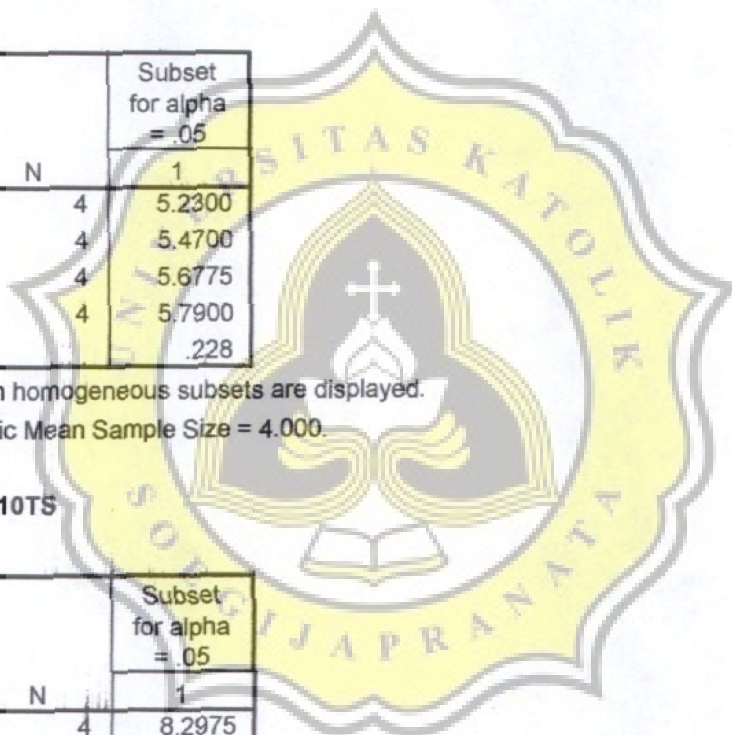 Subset
for alpha
= .05
N 1
4 5.2300
4 5.4700
4 5.6775
4 5.7900
.228
homogeneous subsets are displayed.
ic Mean Sample Size = 4.000.
10TS
Subset
for alpha
= .05
N 1
4 8.2975
UNIVERSITAS KATOLIK
SOEGIJAPRANATA